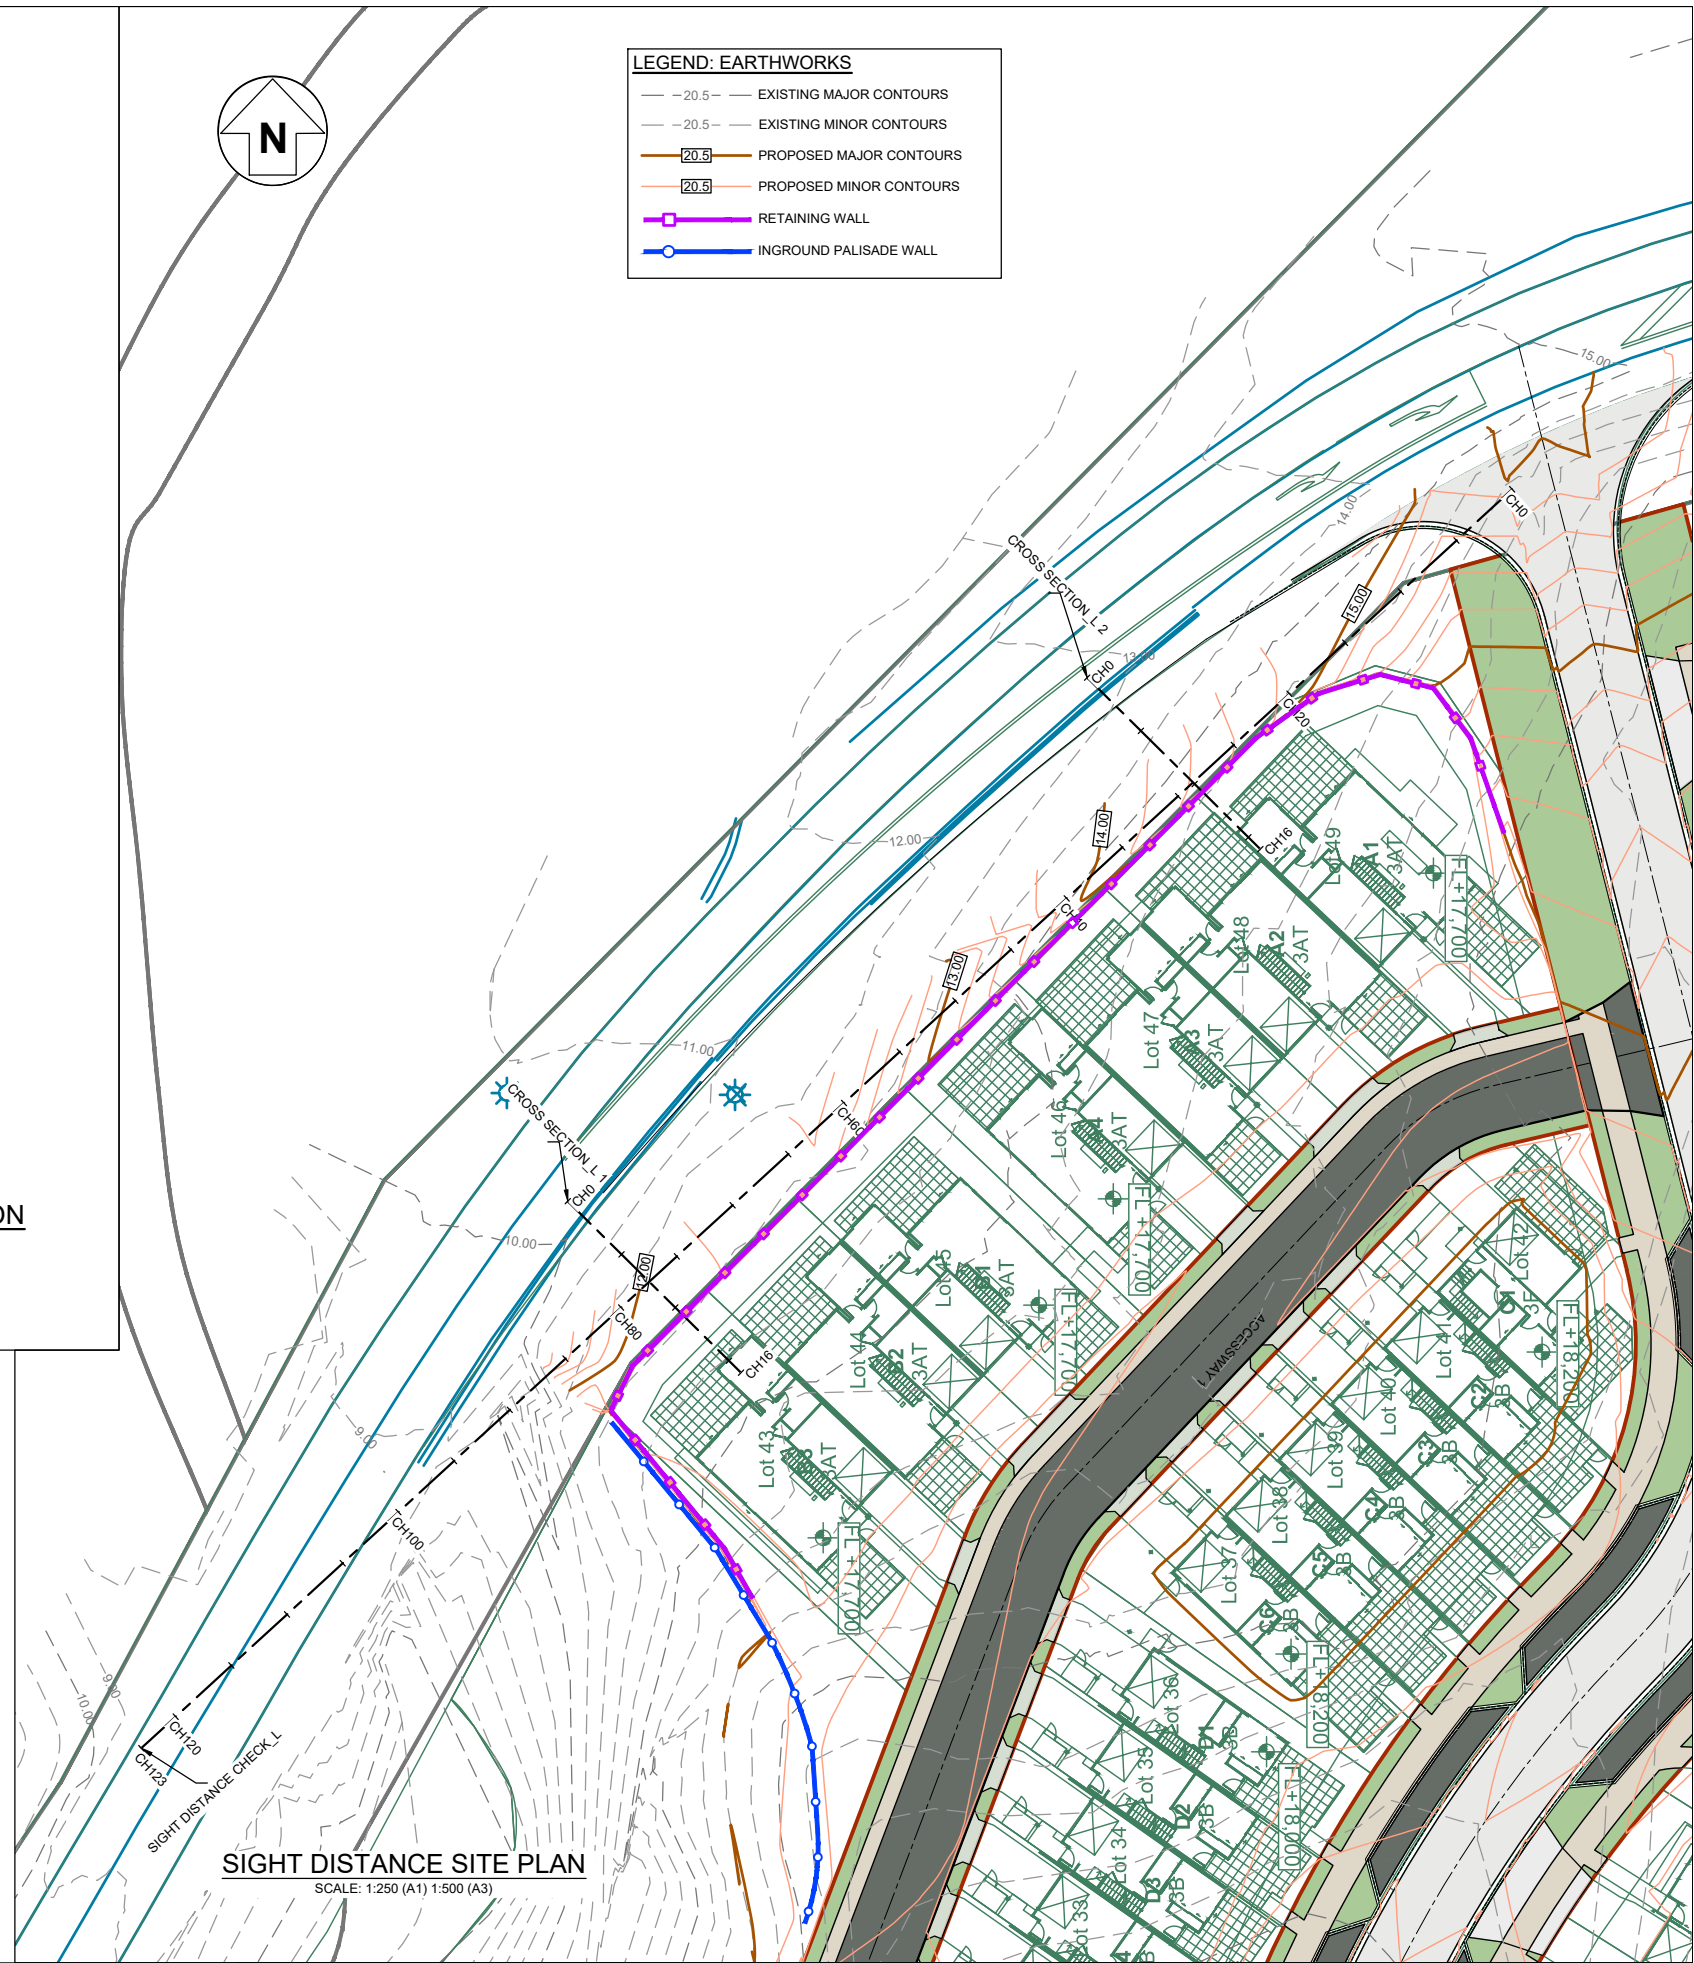 N
LEGEND: EARTHWORKS
20.5 EXISTING MAJOR CONTOURS
20.5 EXISTING MINOR CONTOURS
20.5 PROPOSED MAJOR CONTOURS
20.5 PROPOSED MINOR CONTOURS
RETAINING WALL
INGROUND PALISADE WALL
15.00
14.00
CH0
CROSS SECTION_L 2
15.00
13.00
CH0
CH20
14.00
12.00
CH16
Lot 49
A1
3AT
FL+17.700
CH40
Lot 48
A2
3AT
13.00
11.00
Lot 47
3AT
CROSS SECTION_L 1
CH60
Lot 46
3AT
FL+17.700
CH0
10.00
12.00
Lot 45
3AT
FL+17.700
Lot 42
C1
FL+18.200
CH80
CH16
Lot 44
3AT
ACCESSWAY 1
Lot 41
C2
3B
Lot 40
C3
3B
9.00
Lot 43
3AT
FL+17.700
Lot 39
C4
3B
CH100
Lot 38
C5
3B
Lot 37
C6
3B
FL+18.200
9.00
10.00
CH120
CH123
SIGHT DISTANCE CHECK_L
Lot 36
D1
3B
Lot 35
D2
3B
FL+18.000
Lot 34
D3
3B
Lot 33
SIGHT DISTANCE SITE PLAN
SCALE: 1:250 (A1) 1:500 (A3)